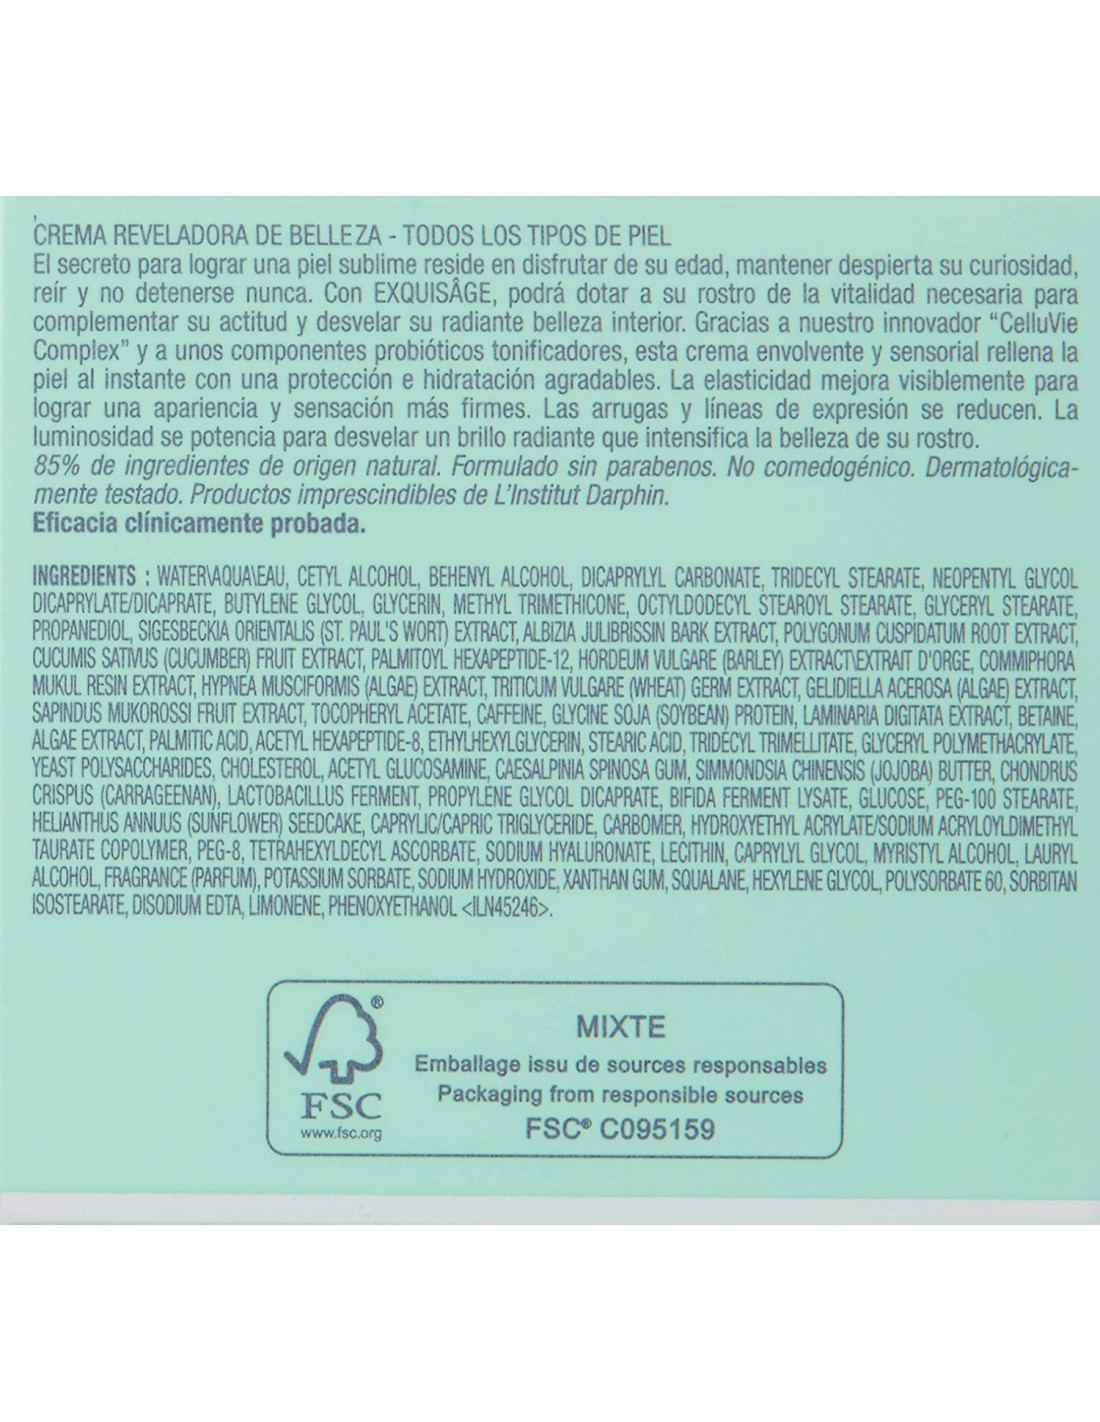 CREMA REVELADORA DE BELLEZA - TODOS LOS TIPOS DE PIEL
El secreto para lograr una piel sublime reside en disfrutar de su edad, mantener despierta su curiosidad,
reír y no detenerse nunca. Con EXQUISÂGE, podrá dotar a su rostro de la vitalidad necesaria para
complementar su actitud y desvelar su radiante belleza interior. Gracias a nuestro innovador “CelluVie
Complex” y a unos componentes probióticos tonificadores, esta crema envolvente y sensorial rellena la
piel al instante con una protección e hidratación agradables. La elasticidad mejora visiblemente para
lograr una apariencia y sensación más firmes. Las arrugas y líneas de expresión se reducen. La
luminosidad se potencia para desvelar un brillo radiante que intensifica la belleza de su rostro.
85% de ingredientes de origen natural. Formulado sin parabenos. No comedogénico. Dermatológica-
mente testado. Productos imprescindibles de L'Institut Darphin.
Eficacia clínicamente probada.
INGREDIENTS : WATER\AQUA\EAU, CETYL ALCOHOL, BEHENYL ALCOHOL, DICAPRYLYL CARBONATE, TRIDECYL STEARATE, NEOPENTYL GLYCOL
DICAPRYLATE/DICAPRATE, BUTYLENE GLYCOL, GLYCERIN, METHYL TRIMETHICONE, OCTYLDODECYL STEAROYL STEARATE, GLYCERYL STEARATE,
PROPANEDIOL, SIGESBECKIA ORIENTALIS (ST. PAUL'S WORT) EXTRACT, ALBIZIA JULIBRISSIN BARK EXTRACT, POLYGONUM CUSPIDATUM ROOT EXTRACT,
CUCUMIS SATIVUS (CUCUMBER) FRUIT EXTRACT, PALMITOYL HEXAPEPTIDE-12, HORDEUM VULGARE (BARLEY) EXTRACT\EXTRAIT D'ORGE, COMMIPHORA
MUKUL RESIN EXTRACT, HYPNEA MUSCIFORMIS (ALGAE) EXTRACT, TRITICUM VULGARE (WHEAT) GERM EXTRACT, GELIDIELLA ACEROSA (ALGAE) EXTRACT,
SAPINDUS MUKOROSSI FRUIT EXTRACT, TOCOPHERYL ACETATE, CAFFEINE, GLYCINE SOJA (SOYBEAN) PROTEIN, LAMINARIA DIGITATA EXTRACT, BETAINE,
ALGAE EXTRACT, PALMITIC ACID, ACETYL HEXAPEPTIDE-8, ETHYLHEXYLGLYCERIN, STEARIC ACID, TRIDECYL TRIMELLITATE, GLYCERYL POLYMETHACRYLATE,
YEAST POLYSACCHARIDES, CHOLESTEROL, ACETYL GLUCOSAMINE, CAESALPINIA SPINOSA GUM, SIMMONDSIA CHINENSIS (JOJOBA) BUTTER, CHONDRUS
CRISPUS (CARRAGEENAN), LACTOBACILLUS FERMENT, PROPYLENE GLYCOL DICAPRATE, BIFIDA FERMENT LYSATE, GLUCOSE, PEG-100 STEARATE,
HELIANTHUS ANNUUS (SUNFLOWER) SEEDCAKE, CAPRYLIC/CAPRIC TRIGLYCERIDE, CARBOMER, HYDROXYETHYL ACRYLATE/SODIUM ACRYLOYLDIMETHYL
TAURATE COPOLYMER, PEG-8, TETRAHEXYLDECYL ASCORBATE, SODIUM HYALURONATE, LECITHIN, CAPRYLYL GLYCOL, MYRISTYL ALCOHOL, LAURYL
ALCOHOL, FRAGRANCE (PARFUM), POTASSIUM SORBATE, SODIUM HYDROXIDE, XANTHAN GUM, SQUALANE, HEXYLENE GLYCOL, POLYSORBATE 60, SORBITAN
ISOSTEARATE, DISODIUM EDTA, LIMONENE, PHENOXYETHANOL <ILN45246>.
®
FSC
www.fsc.org
MIXTE
Emballage issu de sources responsables
Packaging from responsible sources
FSC® C095159